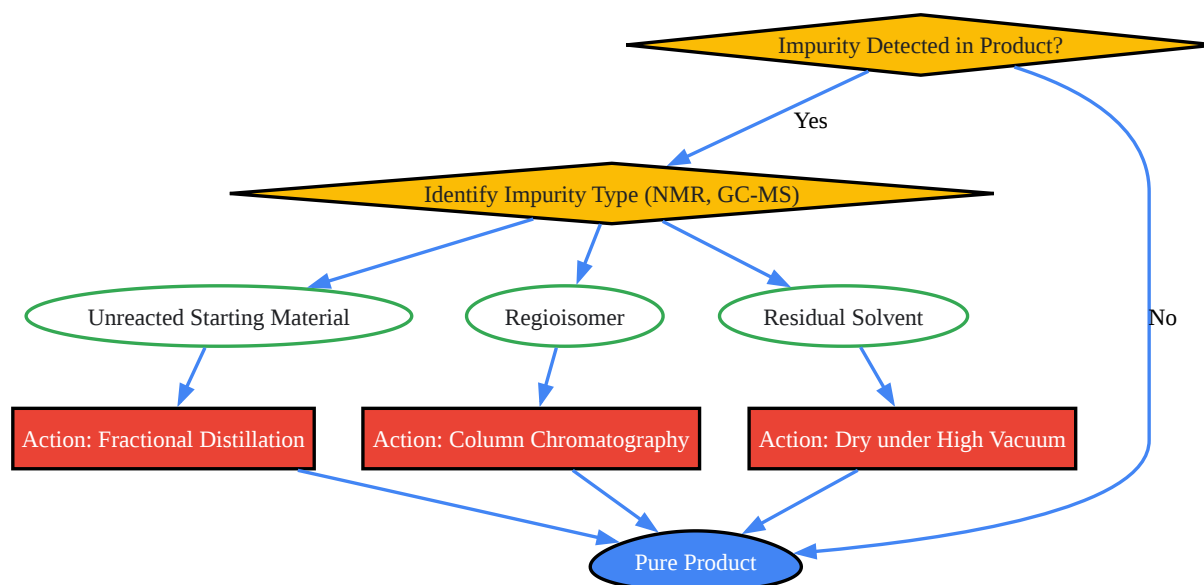 Impurity Detected in Product?
Yes
Identify Impurity Type (NMR, GC-MS)
Unreacted Starting Material
Regioisomer
Residual Solvent
No
Action: Fractional Distillation
Action: Column Chromatography
Action: Dry under High Vacuum
Pure Product